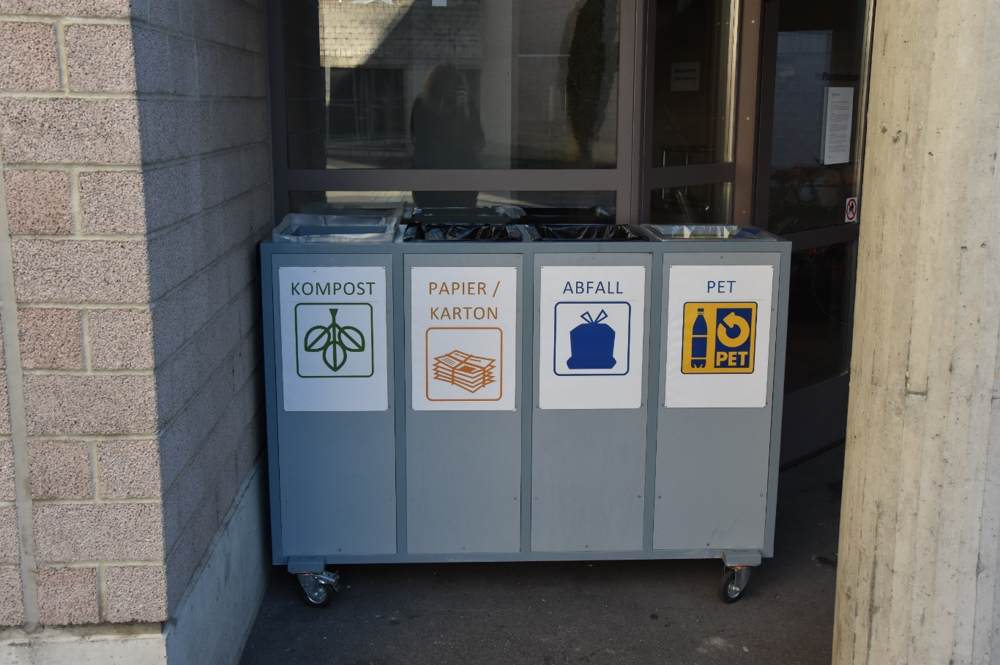 KOMPOST
PAPIER /
KARTON
ABFALL
PET
PET